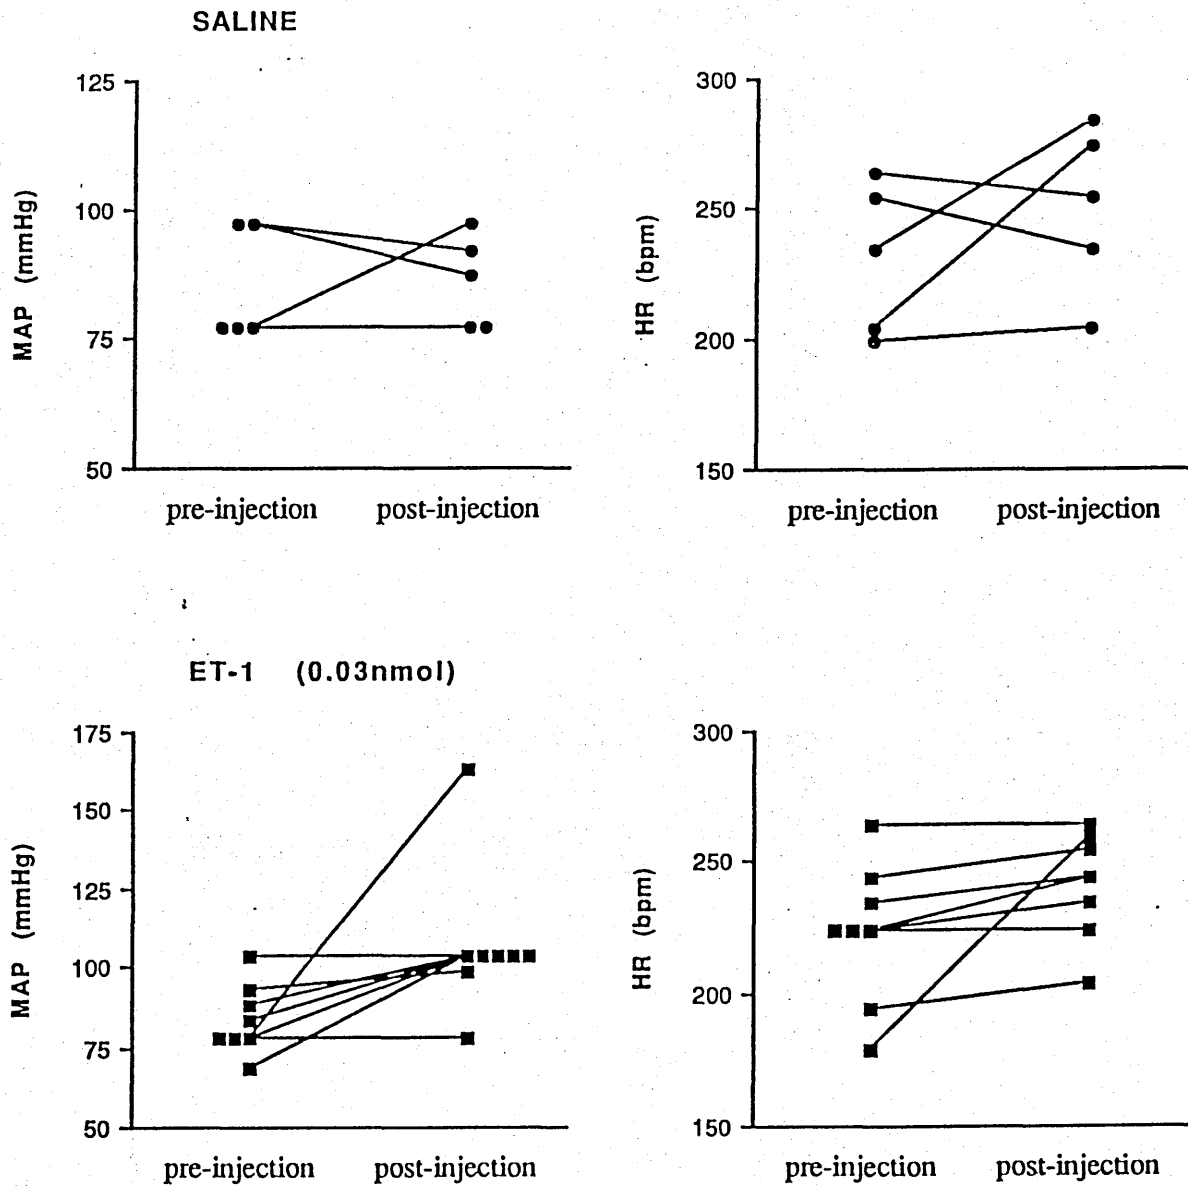 SALINE
125
100
75
50
MAP (mmHg)
pre-injection post-injection
300
250
200
150
HR (bpm)
pre-injection post-injection
ET-1 (0.03nmol)
175
150
125
100
75
50
MAP (mmHg)
pre-injection post-injection
300
250
200
150
HR (bpm)
pre-injection post-injection